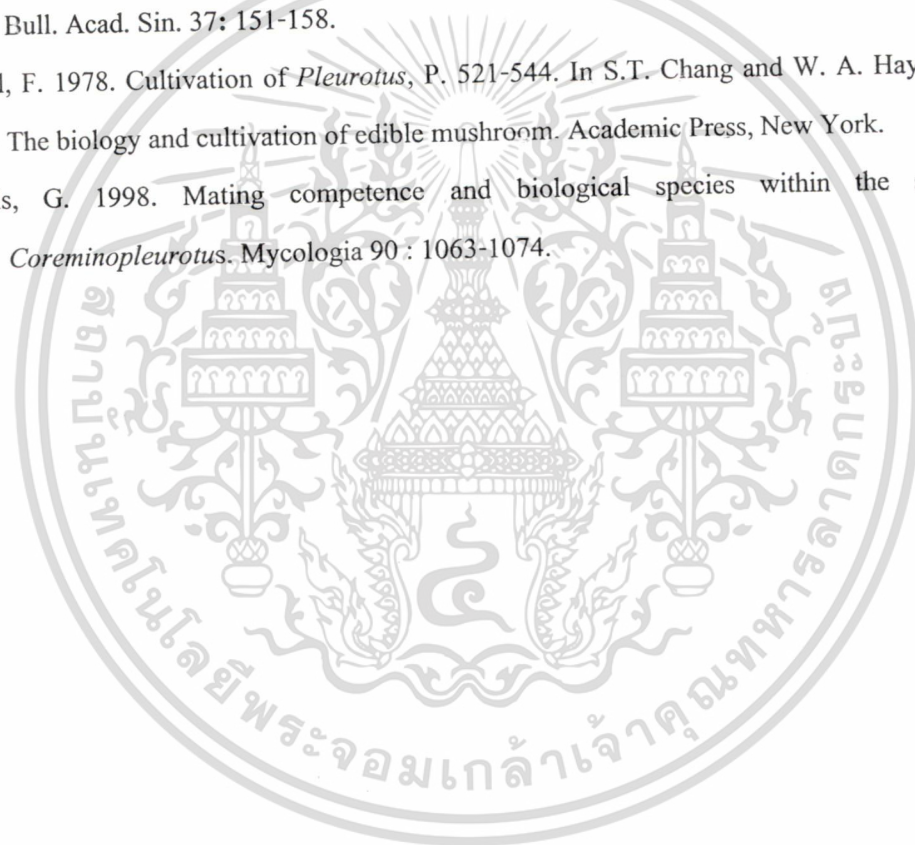 Bull. Acad. Sin. 37: 151-158.
l, F. 1978. Cultivation of Pleurotus, P. 521-544. In S.T. Chang and W. A. Hay
The biology and cultivation of edible mushroom. Academic Press, New York.
s, G. 1998. Mating competence and biological species within the
Coreminopleurotus. Mycologia 90 : 1063-1074.
สถาบันเทคโนโลยีพระจอมเกล้าเจ้าคุณทหารลาดกระบัง